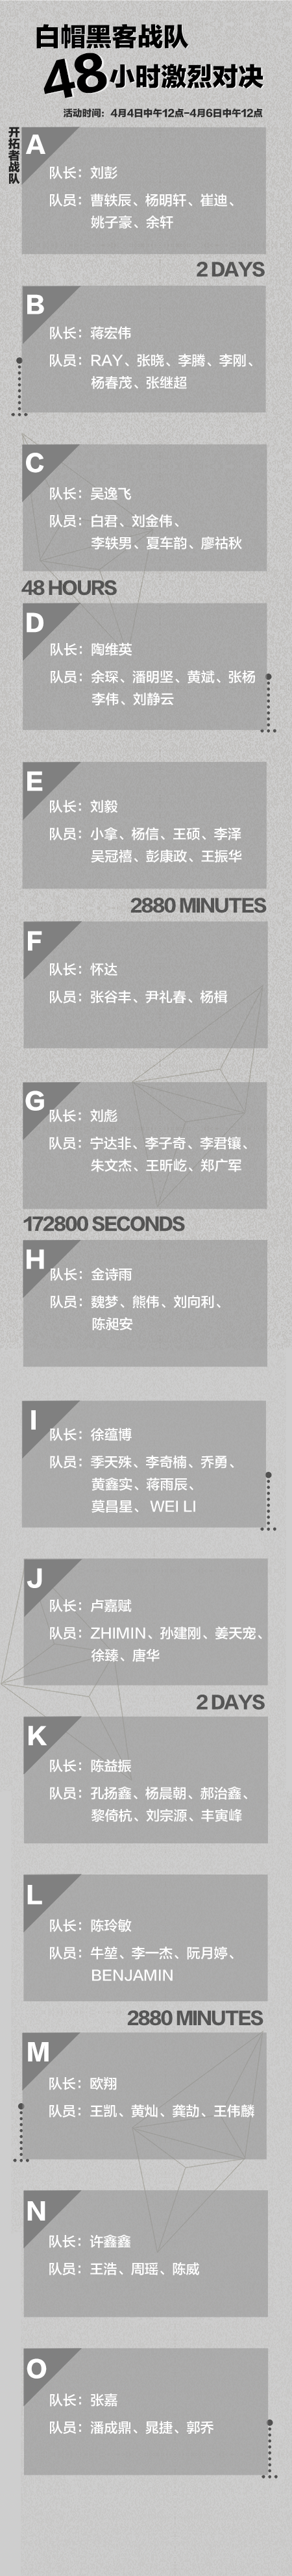 白帽黑客战队
48小时激烈对决
活动时间：4月4日中午12点-4月6日中午12点
开拓者战队
A
队长：刘彭
队员：曹轶辰、杨明轩、崔迪、
姚子豪、余轩
2 DAYS
B
队长：蒋宏伟
队员：RAY、张晓、李腾、李刚、
杨春茂、张继超
C
队长：吴逸飞
队员：白君、刘金伟、
李轶男、夏车韵、廖祜秋
48 HOURS
D
队长：陶维英
队员：余琛、潘明坚、黄斌、张杨
李伟、刘静云
E
队长：刘毅
队员：小拿、杨信、王硕、李泽
吴冠禧、彭康政、王振华
2880 MINUTES
F
队长：怀达
队员：张谷丰、尹礼春、杨楫
G
队长：刘彪
队员：宁达非、李子奇、李君镶、
朱文杰、王昕屹、郑广军
172800 SECONDS
H
队长：金诗雨
队员：魏梦、熊伟、刘向利、
陈昶安
I
队长：徐蕴博
队员：季天殊、李奇楠、乔勇、
黄鑫实、蒋雨辰、
莫昌星、 WEI LI
J
队长：卢嘉赋
队员：ZHIMIN、孙建刚、姜天宠、
徐臻、唐华
2 DAYS
K
队长：陈益振
队员：孔扬鑫、杨晨朝、郝治鑫、
黎倚杭、刘宗源、丰寅峰
L
队长：陈玲敏
队员：牛堃、李一杰、阮月婷、
BENJAMIN
2880 MINUTES
M
队长：欧翔
队员：王凯、黄灿、龚劼、王伟麟
N
队长：许鑫鑫
队员：王浩、周瑶、陈威
O
队长：张嘉
队员：潘成鼎、晁捷、郭乔